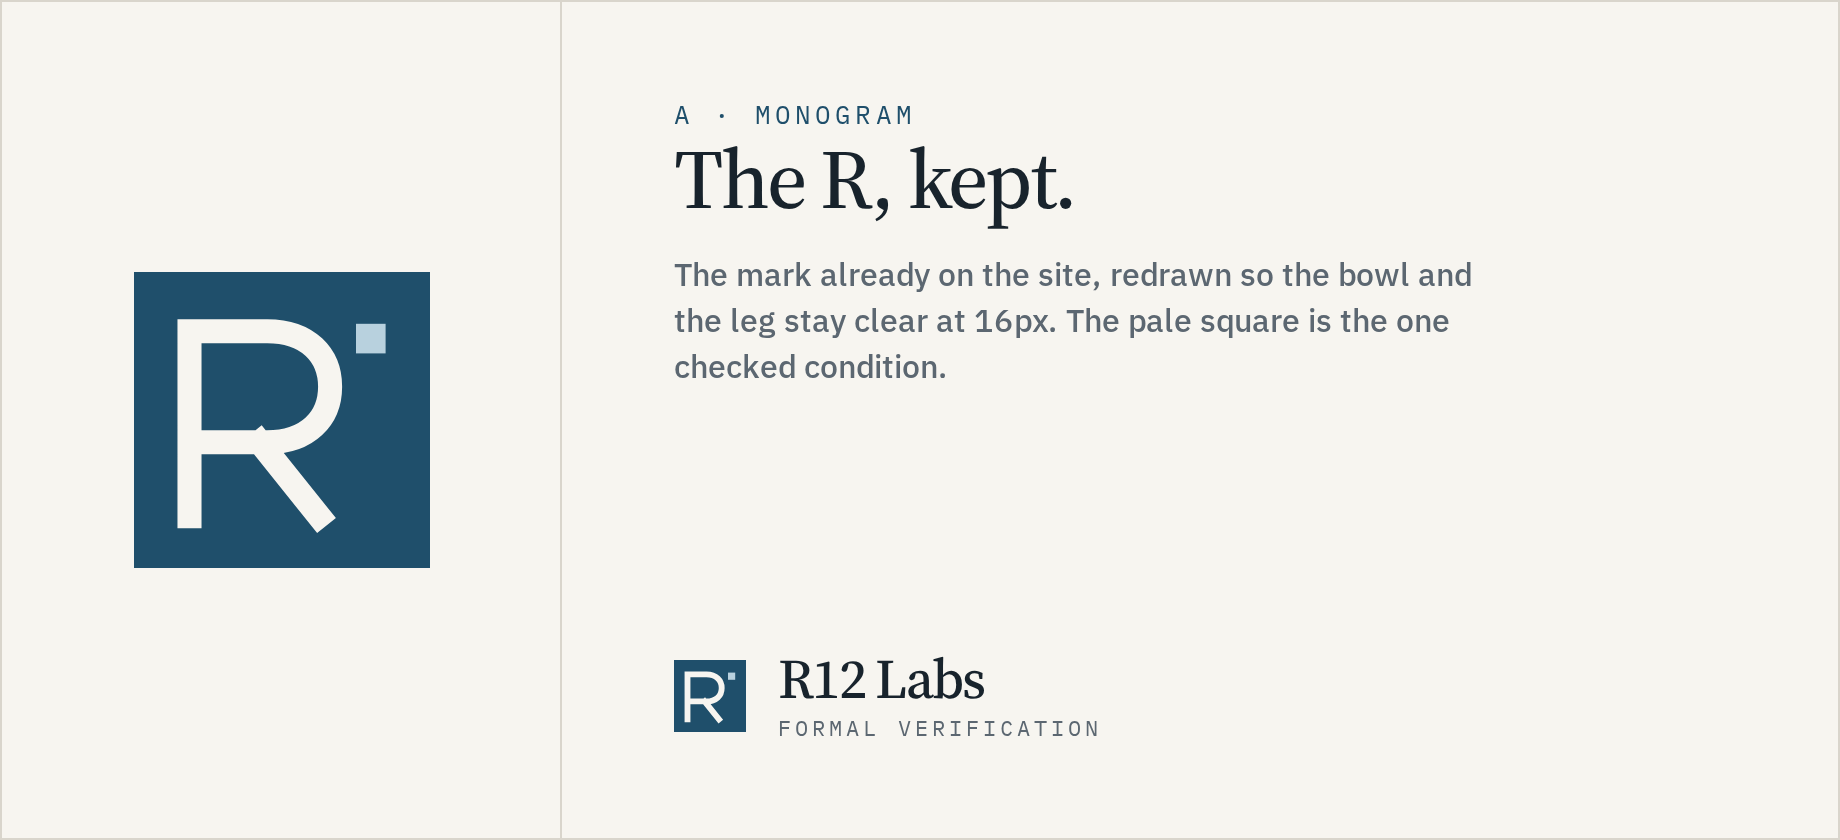 R
A · MONOGRAM
The R, kept.
The mark already on the site, redrawn so the bowl and
the leg stay clear at 16px. The pale square is the one
checked condition.
R
R12 Labs
FORMAL VERIFICATION